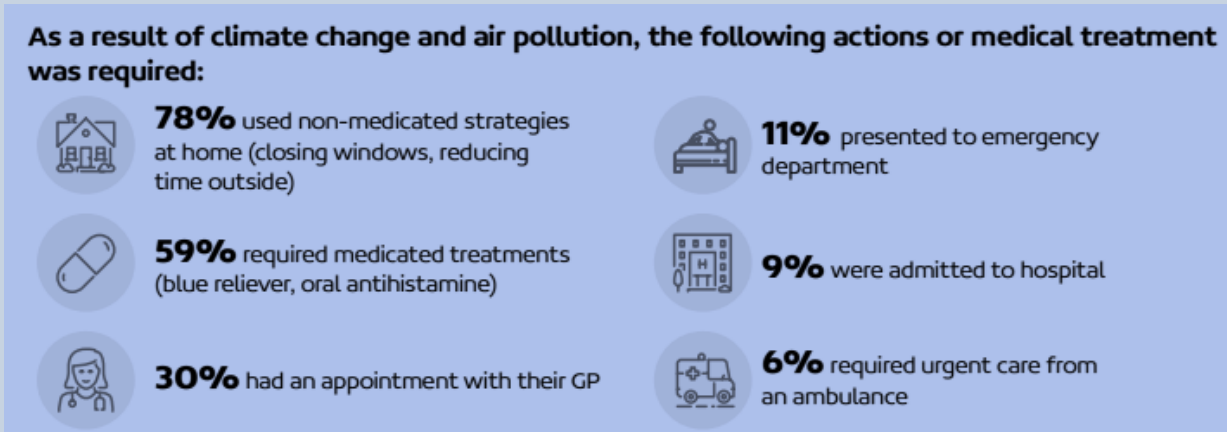 As a result of climate change and air pollution, the following actions or medical treatment
was required:
78% used non-medicated strategies
at home (closing windows, reducing
time outside)
59% required medicated treatments
(blue reliever, oral antihistamine)
30% had an appointment with their GP
11% presented to emergency
department
H
9% were admitted to hospital
6% required urgent care from
an ambulance